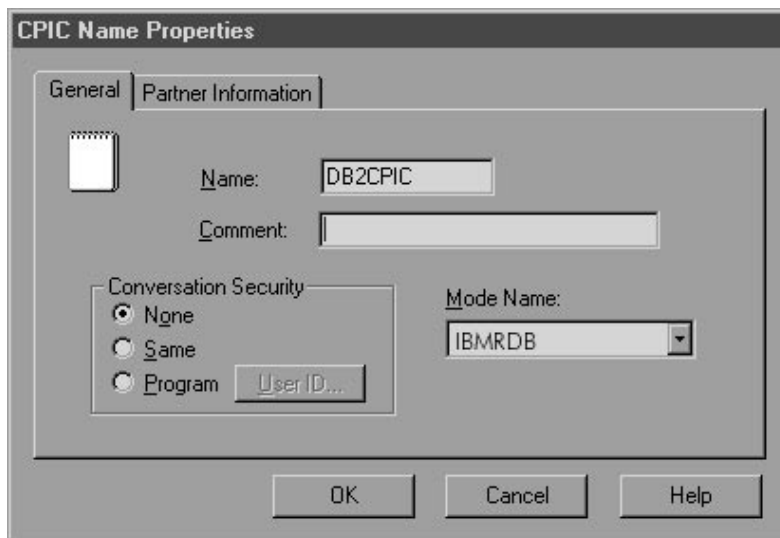 CPIC Name Properties
General
Partner Information
Name:
DB2CPIC
Comment:
Conversation Security
None
Same
Program
User ID...
Mode Name:
IBMRDB
OK
Cancel
Help